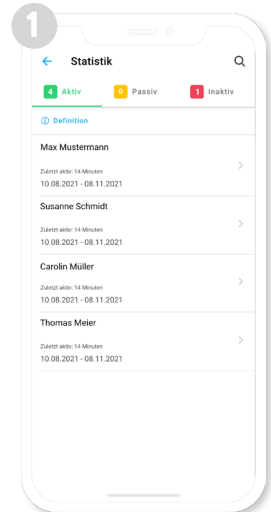 1
Statistik
4 Aktiv 0 Passiv 1 Inaktiv
Definition
Max Mustermann
Zuletzt aktiv: 14 Minuten
10.08.2021 - 08.11.2021
Susanne Schmidt
Zuletzt aktiv: 14 Minuten
10.08.2021 - 08.11.2021
Carolin Müller
Zuletzt aktiv: 14 Minuten
10.08.2021 - 08.11.2021
Thomas Meier
Zuletzt aktiv: 14 Minuten
10.08.2021 - 08.11.2021